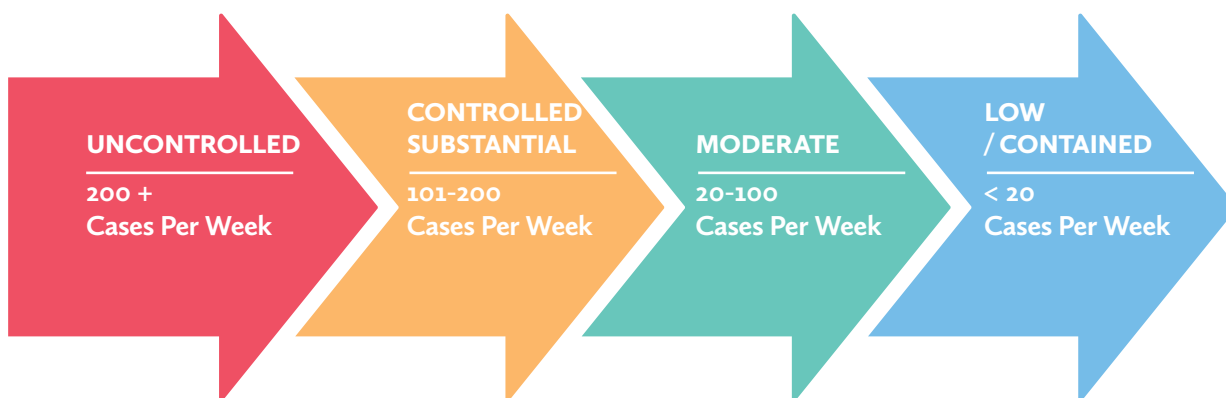 UNCONTROLLED
200 +
Cases Per Week
CONTROLLED
SUBSTANTIAL
101-200
Cases Per Week
MODERATE
20-100
Cases Per Week
LOW
/ CONTAINED
< 20
Cases Per Week